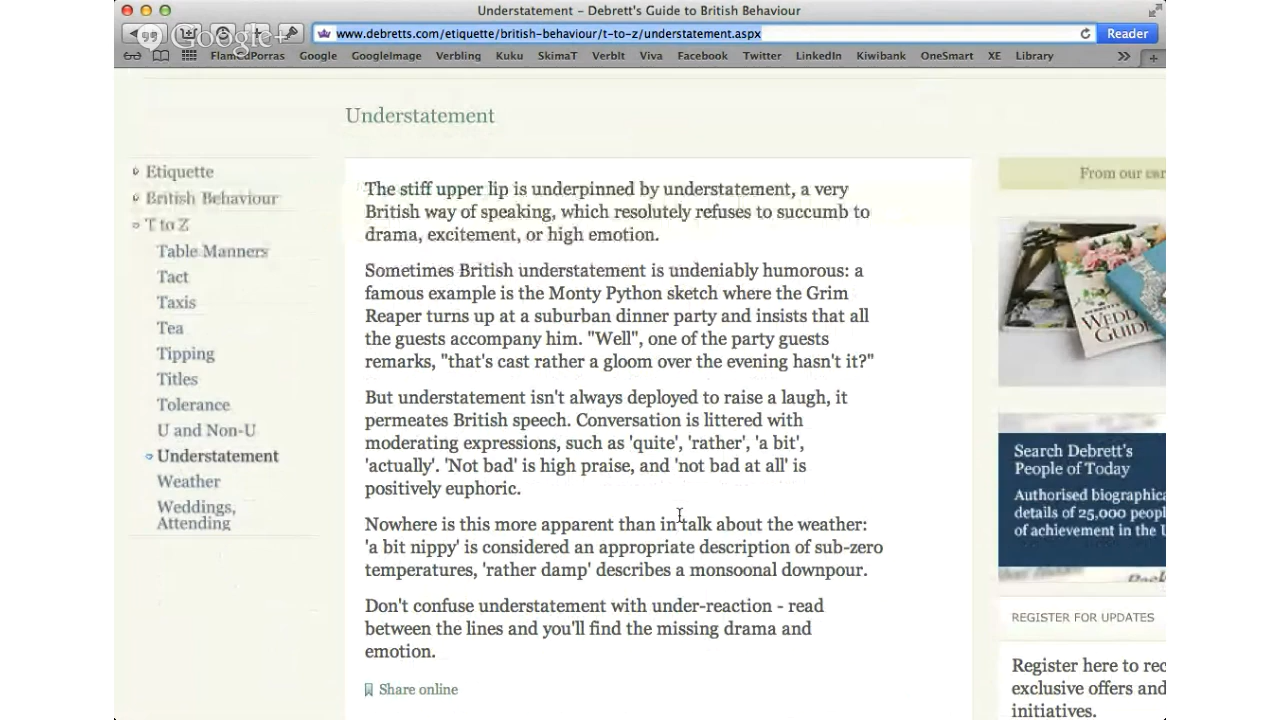 Understatement – Debrett's Guide to British Behaviour
Google+
www.debretts.com/etiquette/british-behaviour/t-to-z/understatement.aspx
Reader
FlamedPorras Google GoogleImage Verbling Kuku SkimaT VerbIt Viva Facebook Twitter LinkedIn Kiwibank OneSmart XE Library
Understatement
Etiquette
British Behaviour
T to Z
Table Manners
Tact
Taxis
Tea
Tipping
Titles
Tolerance
U and Non-U
Understatement
Weather
Weddings,
Attending
The stiff upper lip is underpinned by understatement, a very
British way of speaking, which resolutely refuses to succumb to
drama, excitement, or high emotion.
Sometimes British understatement is undeniably humorous: a
famous example is the Monty Python sketch where the Grim
Reaper turns up at a suburban dinner party and insists that all
the guests accompany him. "Well", one of the party guests
remarks, "that's cast rather a gloom over the evening hasn't it?"
But understatement isn't always deployed to raise a laugh, it
permeates British speech. Conversation is littered with
moderating expressions, such as 'quite', 'rather', 'a bit',
'actually'. 'Not bad' is high praise, and 'not bad at all' is
positively euphoric.
Nowhere is this more apparent than in talk about the weather:
'a bit nippy' is considered an appropriate description of sub-zero
temperatures, 'rather damp' describes a monsoonal downpour.
Don't confuse understatement with under-reaction - read
between the lines and you'll find the missing drama and
emotion.
Share online
From our
WEDD
GUIDE
Search Debrett's
People of Today
Authorised biographica
details of 25,000 peopl
of achievement in the U
REGISTER FOR UPDATES
Register here to rec
exclusive offers and
initiatives.